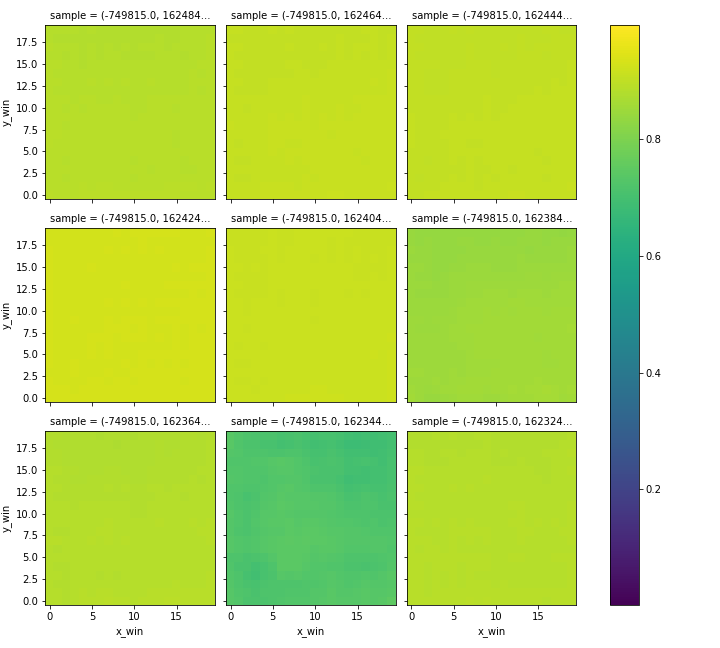 sample = (-749815.0, 162484...
sample = (-749815.0, 162464...
sample = (-749815.0, 162444...
17.5
15.0
12.5
10.0
7.5
5.0
2.5
0.0
y_win
sample = (-749815.0, 162424...
sample = (-749815.0, 162404...
sample = (-749815.0, 162384...
17.5
15.0
12.5
10.0
7.5
5.0
2.5
0.0
y_win
sample = (-749815.0, 162364...
sample = (-749815.0, 162344...
sample = (-749815.0, 162324...
17.5
15.0
12.5
10.0
7.5
5.0
2.5
0.0
y_win
0 5 10 15
0 5 10 15
0 5 10 15
x_win
x_win
x_win
0.8
0.6
0.4
0.2